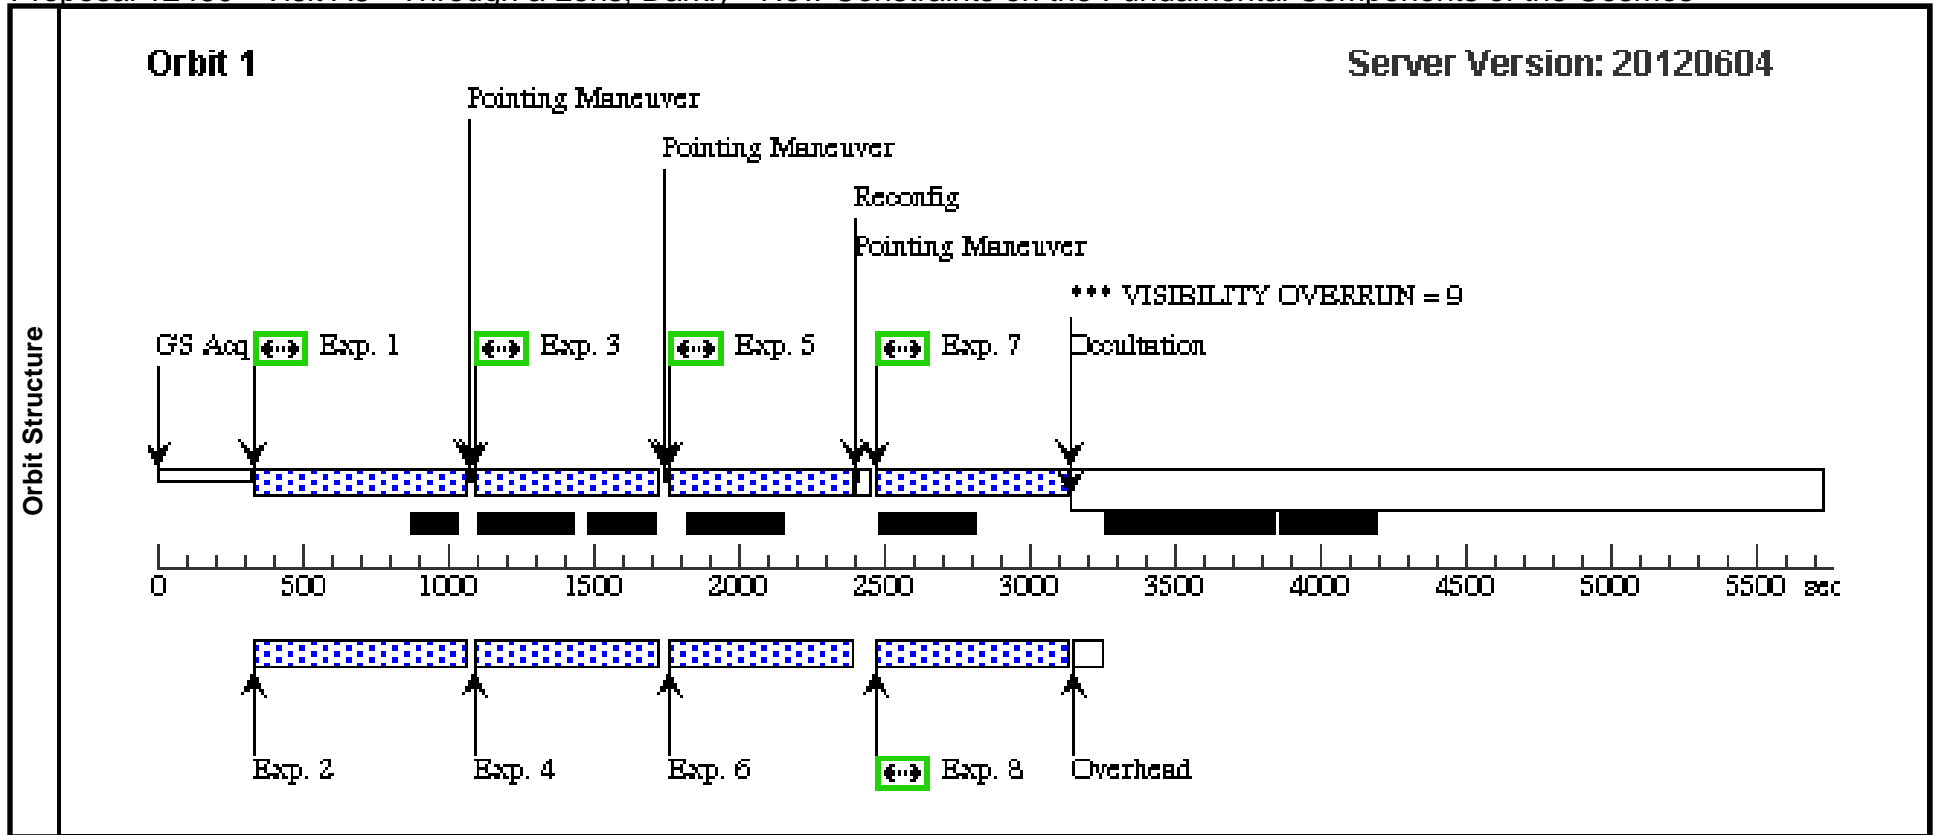 Orbit 1
Server Version: 20120604
Pointing Maneuver
Pointing Maneuver
Reconfig
Pointing Maneuver
*** VISIBILITY OVERRUN = 9
GS Acq
Exp. 1
Exp. 3
Exp. 5
Exp. 7
Occultation
Orbit Structure
0 500 1000 1500 2000 2500 3000 3500 4000 4500 5000 5500 sec
Exp. 2
Exp. 4
Exp. 6
Exp. 8
Overhead